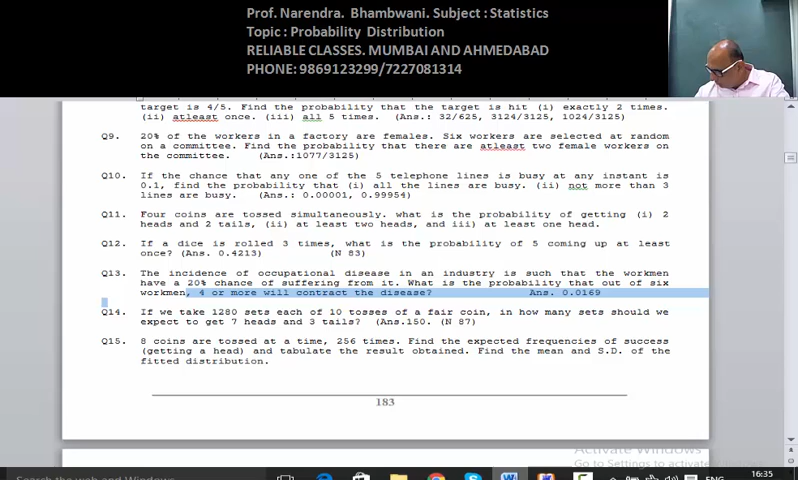 Prof. Narendra. Bhambwani. Subject : Statistics
Topic : Probability Distribution
RELIABLE CLASSES. MUMBAI AND AHMEDABAD
PHONE: 9869123299/7227081314
target is 4/5. Find the probability that the target is hit (i) exactly 2 times.
(ii) atleast once. (iii) all 5 times. (Ans.: 32/625, 3124/3125, 1024/3125)
Q9. 20% of the workers in a factory are females. Six workers are selected at random
on a committee. Find the probability that there are atleast two female workers on
the committee. (Ans.:1077/3125)
Q10. If the chance that any one of the 5 telephone lines is busy at any instant is
0.1, find the probability that (i) all the lines are busy. (ii) not more than 3
lines are busy. (Ans.: 0.00001, 0.99954)
Q11. Four coins are tossed simultaneously. what is the probability of getting (i) 2
heads and 2 tails, (ii) at least two heads, and iii) at least one head.
Q12. If a dice is rolled 3 times, what is the probability of 5 coming up at least
once? (Ans. 0.4213) (N 83)
Q13. The incidence of occupational disease in an industry is such that the workmen
have a 20% chance of suffering from it. What is the probability that out of six
workmen, 4 or more will contract the disease? Ans. 0.0169
Q14. If we take 1280 sets each of 10 tosses of a fair coin, in how many sets should we
expect to get 7 heads and 3 tails? (Ans.150. (N 87)
Q15. 8 coins are tossed at a time, 256 times. Find the expected frequencies of success
(getting a head) and tabulate the result obtained. Find the mean and S.D. of the
fitted distribution.
183
Activate Windows
Go to Settings to activate
Search the web and Windows
ENG
16:35